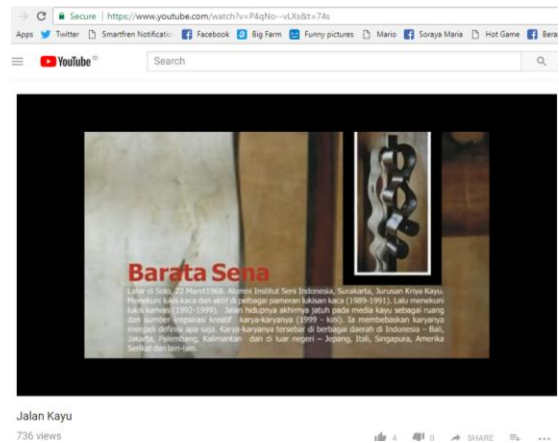 Secure | https://www.youtube.com/watch?v=P4qNo--vLXs&t=74s
Apps Twitter Smartfren Notificatio Facebook Big Farm Funny pictures Mario Soraya Maria Hot Game Bera
YouTube ID Search
Barata Sena
Lahir di Solo, 22 Maret1968. Alumni Institut Seni Indonesia, Surakarta, Jurusan Kriya Kayu.
Menekuni lukis kaca dan aktif di pelbagai pameran lukisan kaca (1989-1991). Lalu menekuni
lukis kanvas (1992-1999). Jalan hidupnya akhirnya jatuh pada media kayu sebagai ruang
dan sumber inspirasi kreatif karya-karyanya (1999 - kini). Ia membebaskan karyanya
menjadi definisi apa saja. Karya-karyanya tersebar di berbagai daerah di Indonesia – Bali,
Jakarta, Palembang, Kalimantan dan di luar negeri – Jepang, Itali, Singapura, Amerika
Serikat dan lain-lain.
Jalan Kayu
736 views 4 0 SHARE